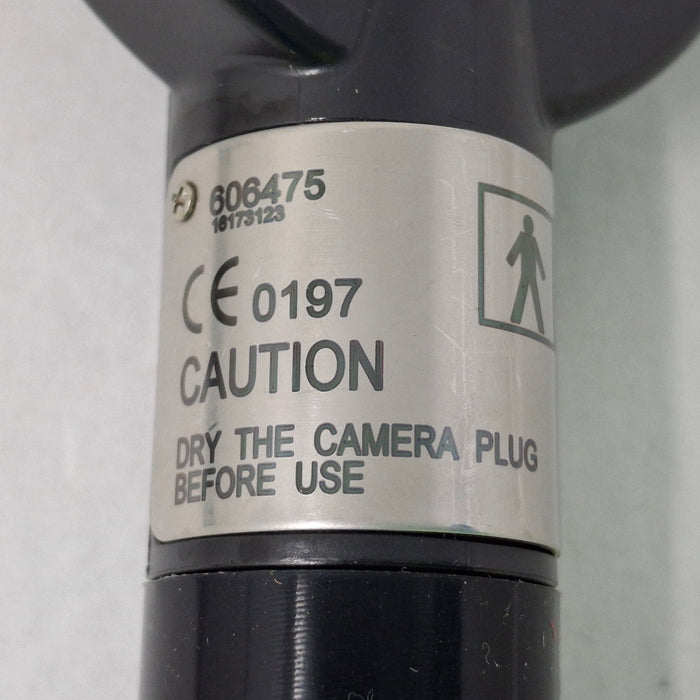 606475
16173123
CE 0197
CAUTION
DRY THE CAMERA PLUG
BEFORE USE